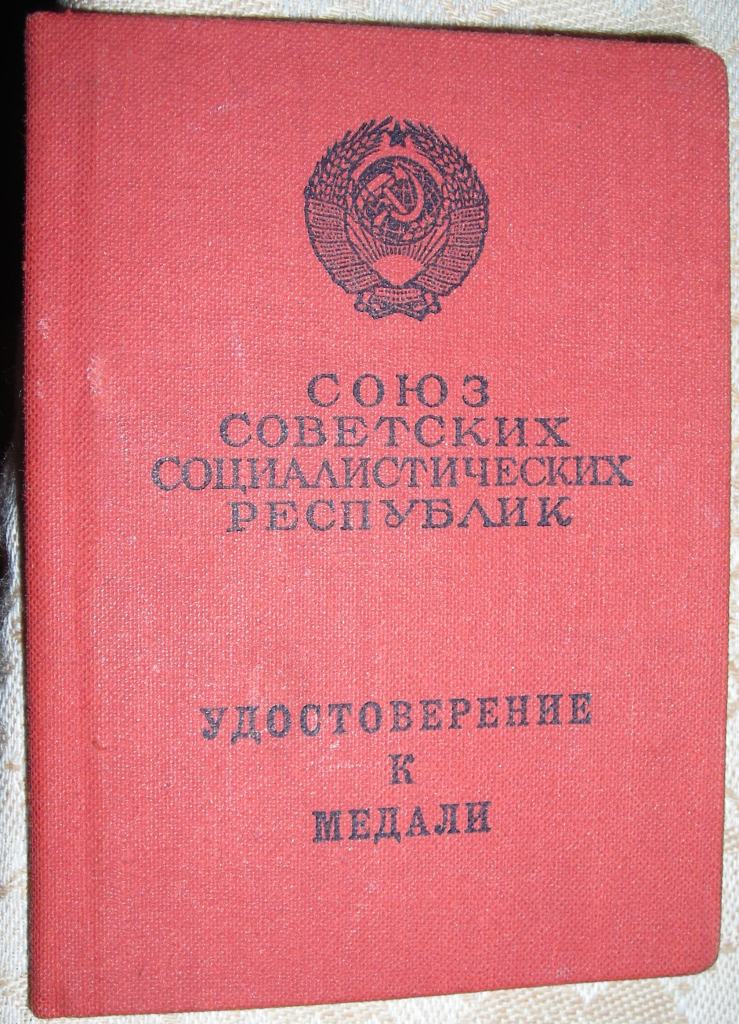 СОЮЗ
СОВЕТСКИХ
СОЦИАЛИСТИЧЕСКИХ
РЕСПУБЛИК
УДОСТОВЕРЕНИЕ
К
МЕДАЛИ